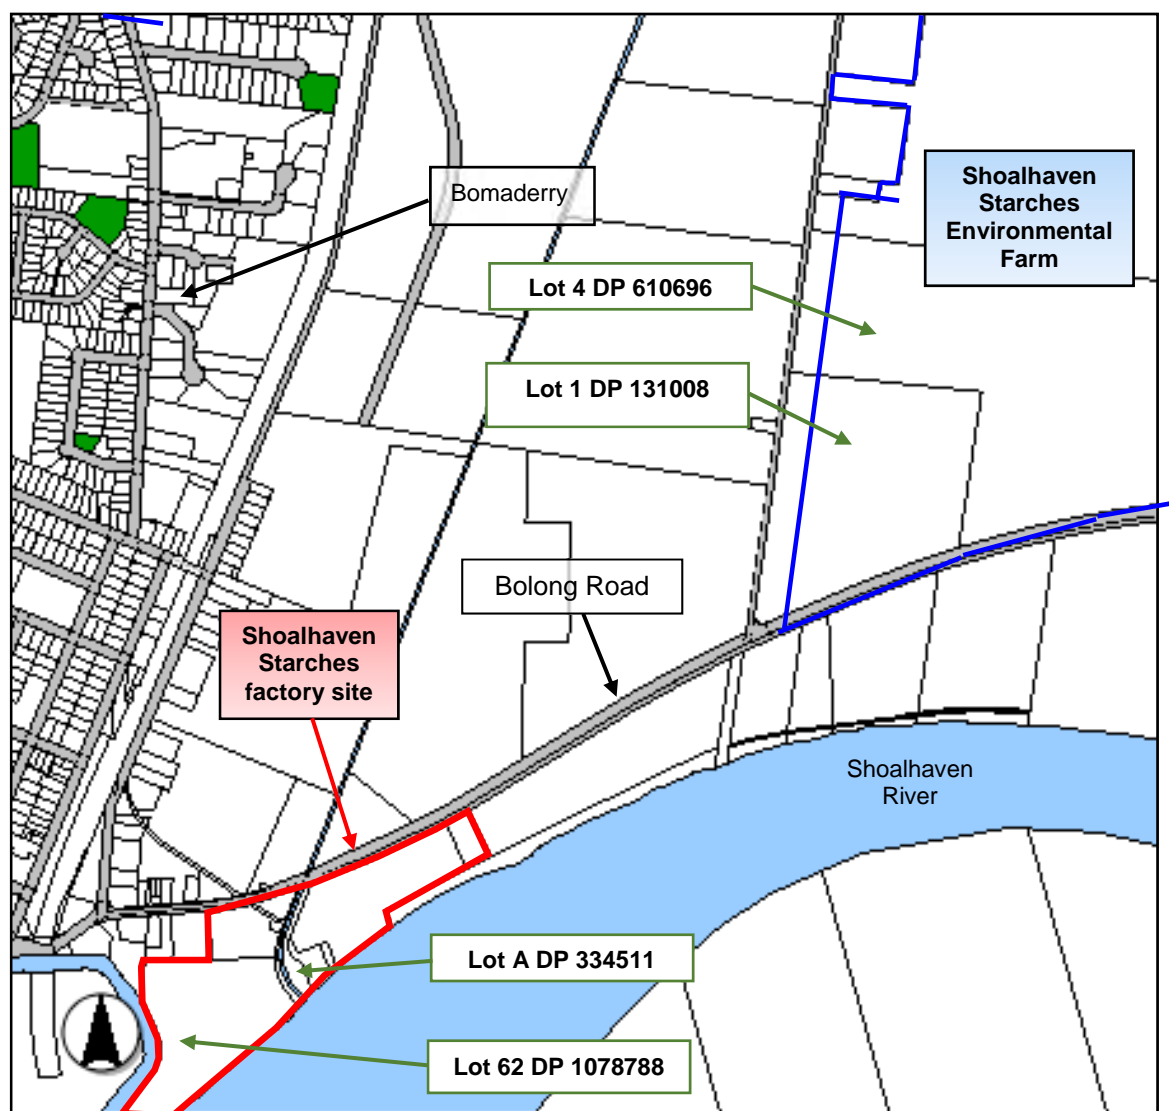 Bomaderry
Shoalhaven
Starches
Environmental
Farm
Lot 4 DP 610696
Lot 1 DP 131008
Bolong Road
Shoalhaven
Starches
factory site
Shoalhaven
River
Lot A DP 334511
Lot 62 DP 1078788